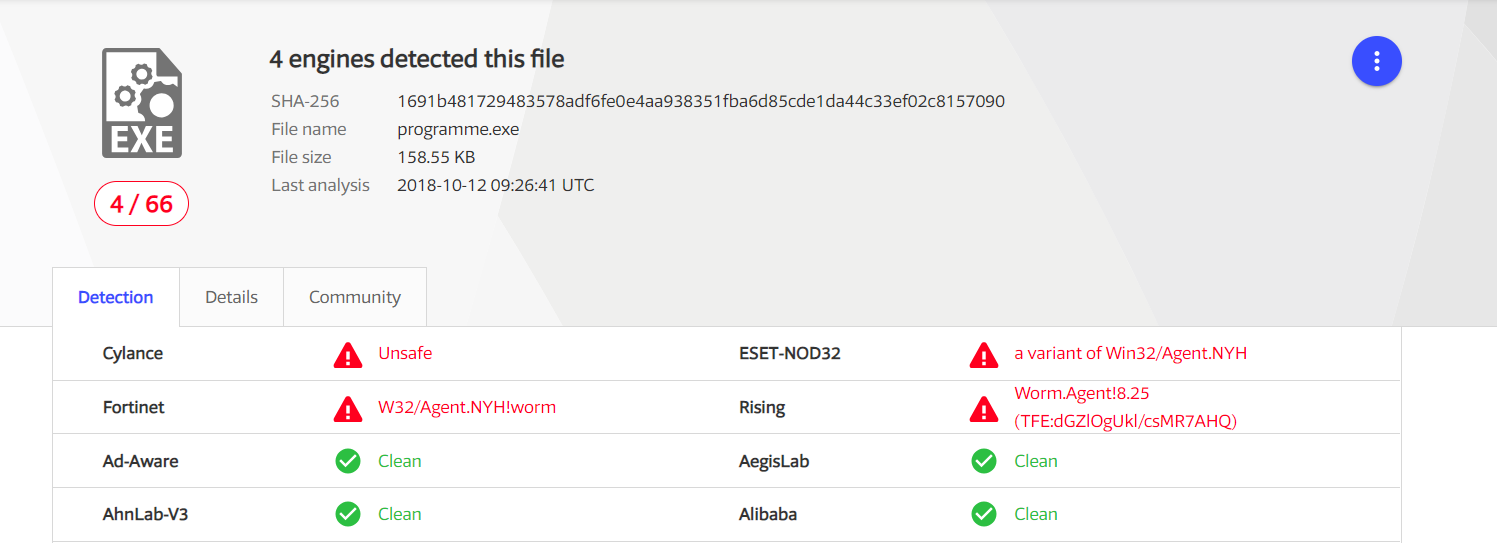 4 engines detected this file
SHA-256 1691b481729483578adf6fe0e4aa938351fba6d85cde1da44c33ef02c8157090
File name programme.exe
File size 158.55 KB
Last analysis 2018-10-12 09:26:41 UTC
EXE
4 / 66
Detection Details Community
Cylance Unsafe ESET-NOD32 a variant of Win32/Agent.NYH
Fortinet W32/Agent.NYH!worm Rising Worm.Agent!8.25
(TFE:dGZlOgUkl/csMR7AHQ)
Ad-Aware Clean AegisLab Clean
AhnLab-V3 Clean Alibaba Clean